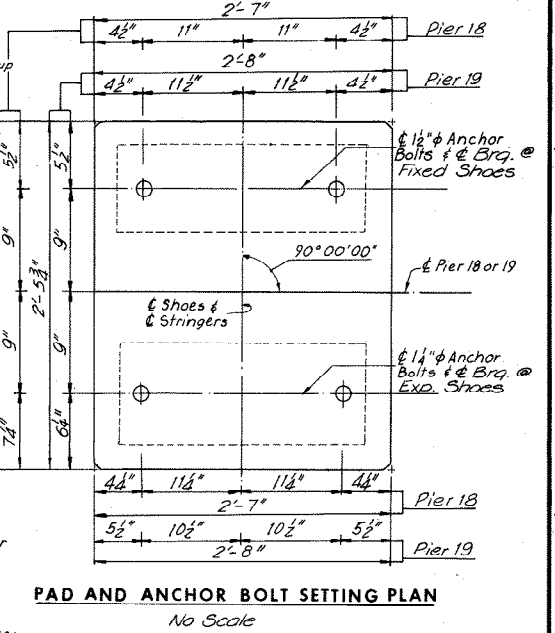 2'-7"
4½" 11" 11" 4½" Pier 18
2'-8"
4½" 11½" 11½" 4½" Pier 19
up
5½"
5½"
9"
9"
2'-5¾"
9"
9"
7¼"
6¼"
℄ 1½"ϕ Anchor
Bolts & ℄ Brg. @
Fixed Shoes
90°00'00"
℄ Pier 18 or 19
℄ Shoes &
℄ Stringers
℄ 1¼"ϕ Anchor
Bolts & ℄ Brg. @
Exp. Shoes
4¼" 11¼" 11¼" 4¼"
2'-7" Pier 18
5½" 10½" 10½" 5½"
2'-8" Pier 19
PAD AND ANCHOR BOLT SETTING PLAN
No Scale